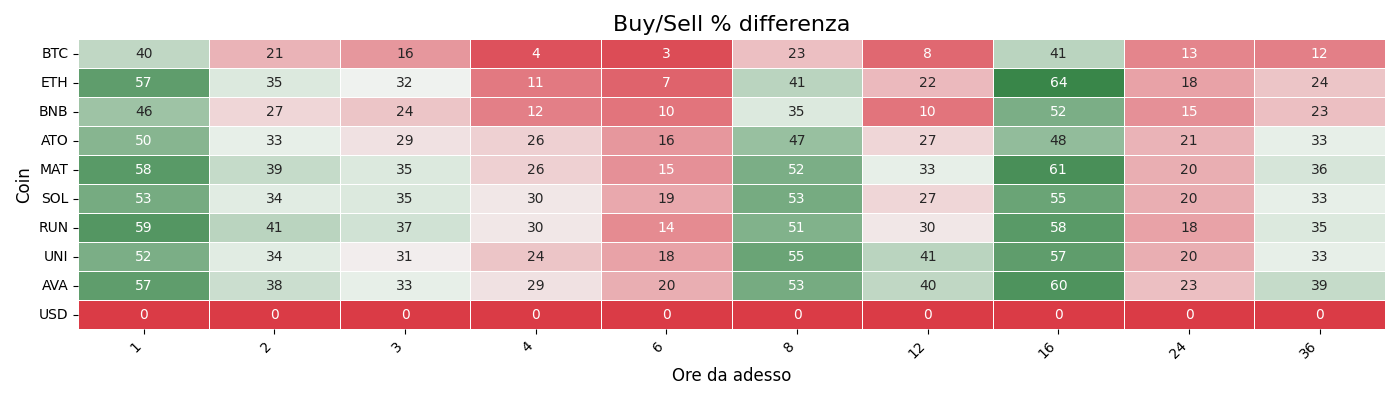 Buy/Sell % differenza
Coin
BTC 40 21 16 4 3 23 8 41 13 12
ETH 57 35 32 11 7 41 22 64 18 24
BNB 46 27 24 12 10 35 10 52 15 23
ATO 50 33 29 26 16 47 27 48 21 33
MAT 58 39 35 26 15 52 33 61 20 36
SOL 53 34 35 30 19 53 27 55 20 33
RUN 59 41 37 30 14 51 30 58 18 35
UNI 52 34 31 24 18 55 41 57 20 33
AVA 57 38 33 29 20 53 40 60 23 39
USD 0 0 0 0 0 0 0 0 0 0
1 2 3 4 6 8 12 16 24 36
Ore da adesso